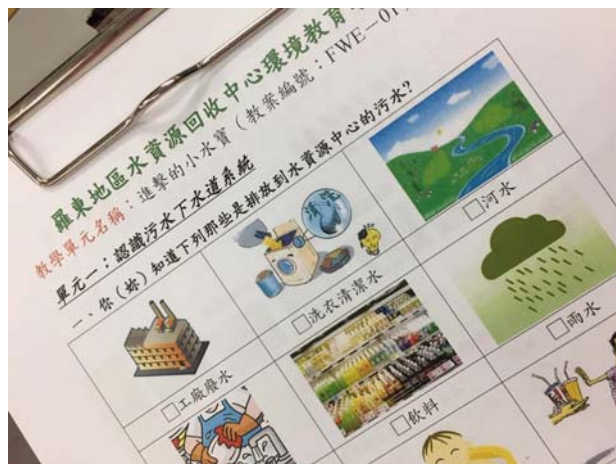 羅東地區水資源回收中心環境教育
教學單元名稱：進擊的小水寶（教案編號：FWE－01
單元一：認識污水下水道系統
一、你（妳）知道下列那些是排放到水資源中心的污水？
清潔
□工廠廢水
□洗衣清潔水
□河水
□飲料
□雨水